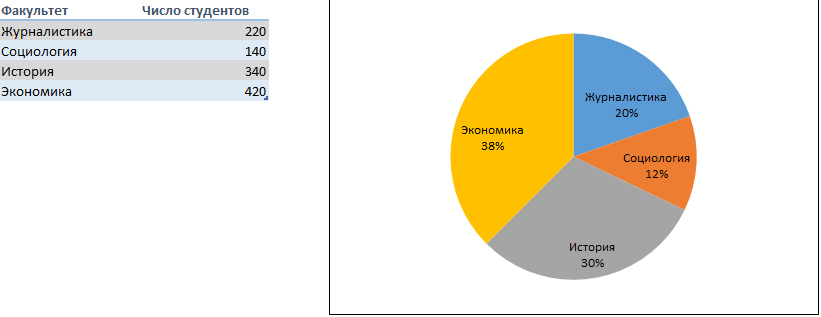 Факультет Число студентов
Журналистика 220
Социология 140
История 340
Экономика 420
Журналистика
20%
Экономика
38%
Социология
12%
История
30%